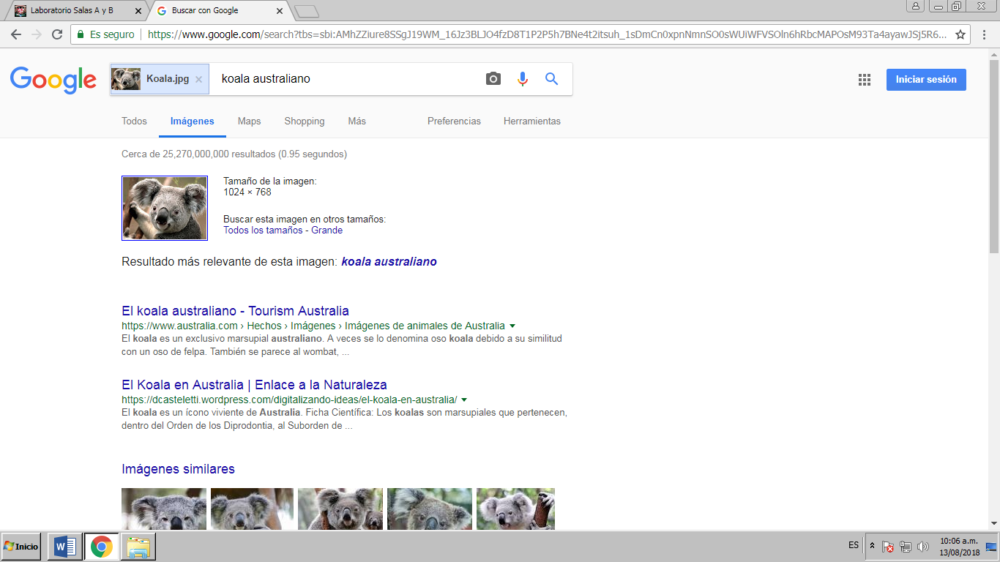 Laboratorio Salas A y B
Buscar con Google
Es seguro
https://www.google.com/search?tbs=sbi:AMhZZiure8SSgJ19WM_16Jz3BLJO4fzD8T1P2P5h7BNe4t2itsuh_1sDmCn0xpnNmnSO0sWUiWFVSOln6hRbcMAPOsM93Ta4ayawJSj5R6...
Google
Koala.jpg
koala australiano
Iniciar sesión
Todos
Imágenes
Maps
Shopping
Más
Preferencias
Herramientas
Cerca de 25,270,000,000 resultados (0.95 segundos)
Tamaño de la imagen:
1024 × 768
Buscar esta imagen en otros tamaños:
Todos los tamaños - Grande
Resultado más relevante de esta imagen: koala australiano
El koala australiano - Tourism Australia
https://www.australia.com › Hechos › Imágenes › Imágenes de animales de Australia
El koala es un exclusivo marsupial australiano. A veces se lo denomina oso koala debido a su similitud
con un oso de felpa. También se parece al wombat, ...
El Koala en Australia | Enlace a la Naturaleza
https://dcasteletti.wordpress.com/digitalizando-ideas/el-koala-en-australia/
El koala es un ícono viviente de Australia. Ficha Científica: Los koalas son marsupiales que pertenecen,
dentro del Orden de los Diprodontia, al Suborden de ...
Imágenes similares
Inicio
ES
10:06 a.m.
13/08/2018